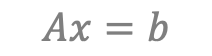 Ax = b